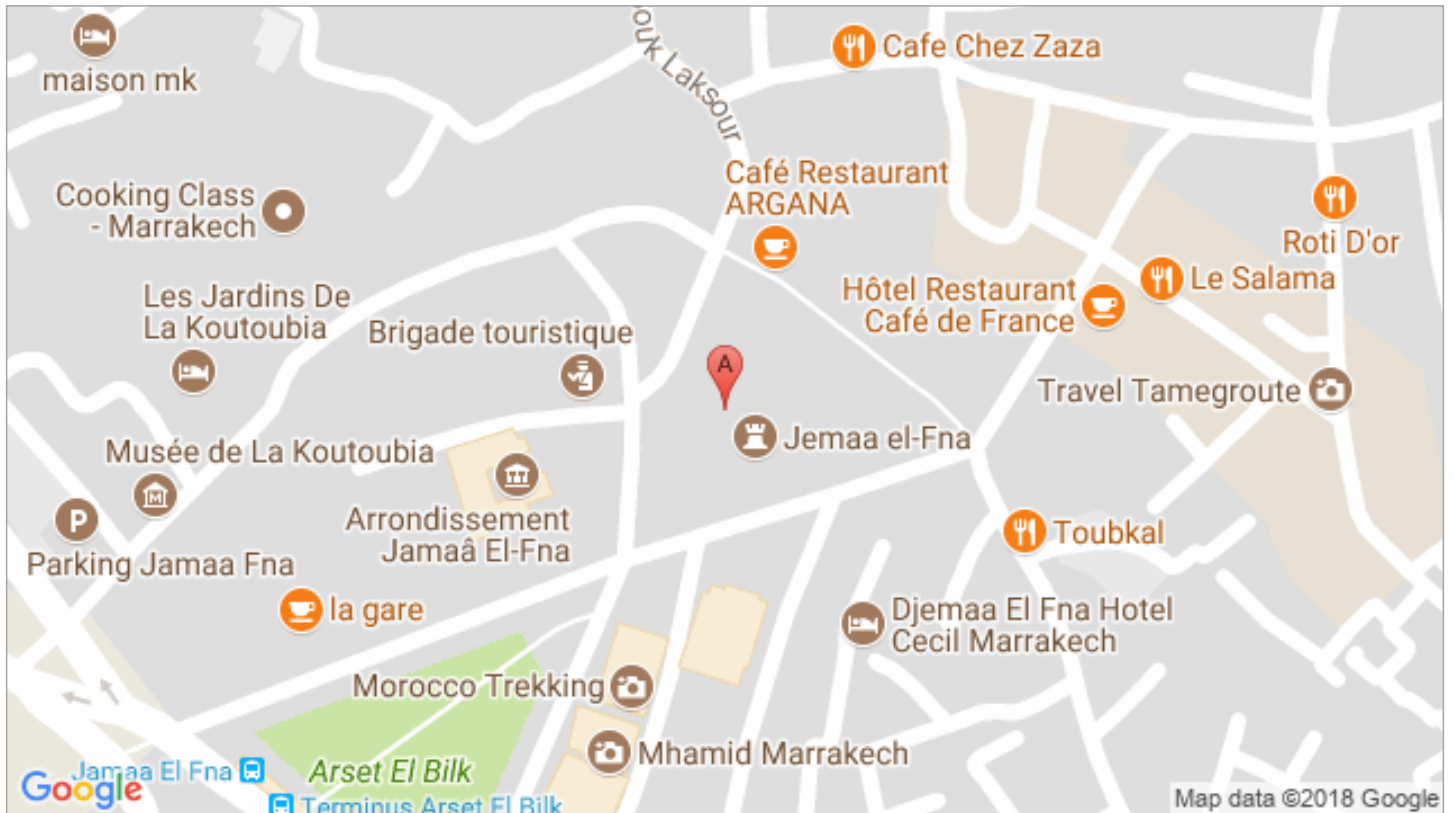 maison mk
ouk Laksour
Cafe Chez Zaza
Cooking Class
- Marrakech
Café Restaurant
ARGANA
Roti D'or
Les Jardins De
La Koutoubia
Brigade touristique
Hôtel Restaurant
Café de France
Le Salama
A
Travel Tamegroute
Musée de La Koutoubia
M
Jemaa el-Fna
P
Parking Jamaa Fna
Arrondissement
Jamaâ El-Fna
Toubkal
la gare
Djemaa El Fna Hotel
Cecil Marrakech
Morocco Trekking
Mhamid Marrakech
Jamaa El Fna
Arset El Bilk
Google
Terminus Arset El Bilk
Map data ©2018 Google